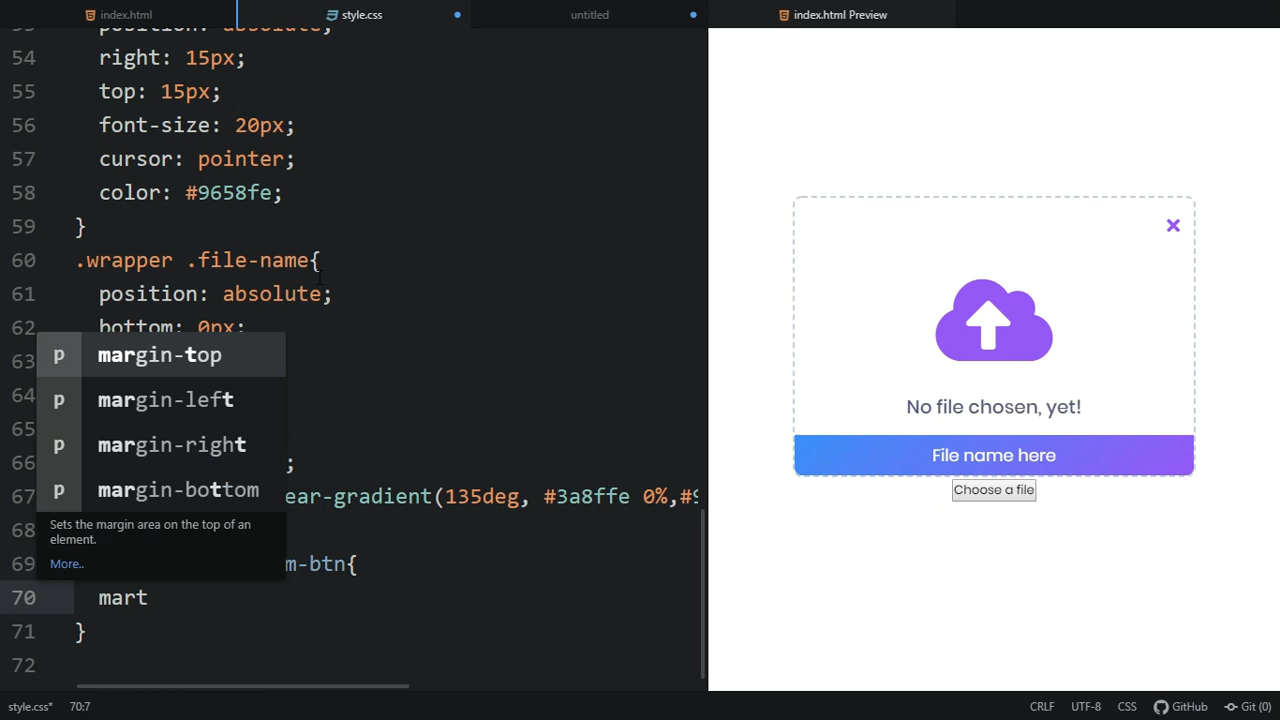 index.html
style.css
untitled
index.html Preview
position: absolute;
54 right: 15px;
55 top: 15px;
56 font-size: 20px;
57 cursor: pointer;
58 color: #9658fe;
59 }
60 .wrapper .file-name{
61 position: absolute;
62 bottom: 0px;
63
64
65
66 ;
67 ear-gradient(135deg, #3a8ffe 0%,#9
68
69 m-btn{
70 mart
71 }
72
p margin-top
p margin-left
p margin-right
p margin-bottom
Sets the margin area on the top of an
element.
More..
No file chosen, yet!
File name here
Choose a file
style.css* 70:7
CRLF UTF-8 CSS GitHub Git (0)